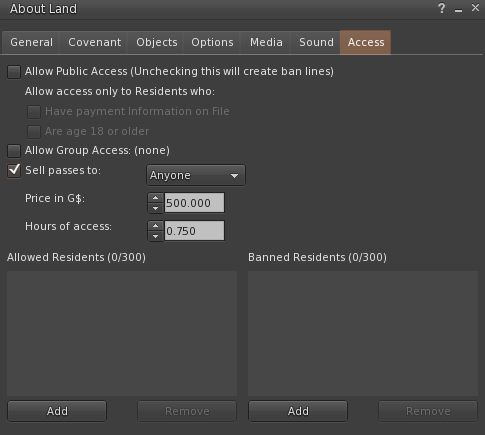 About Land
General Covenant Objects Options Media Sound Access
Allow Public Access (Unchecking this will create ban lines)
Allow access only to Residents who:
Have payment Information on File
Are age 18 or older
Allow Group Access: (none)
Sell passes to: Anyone
Price in G$: 500.000
Hours of access: 0.750
Allowed Residents (0/300) Banned Residents (0/300)
Add Remove Add Remove